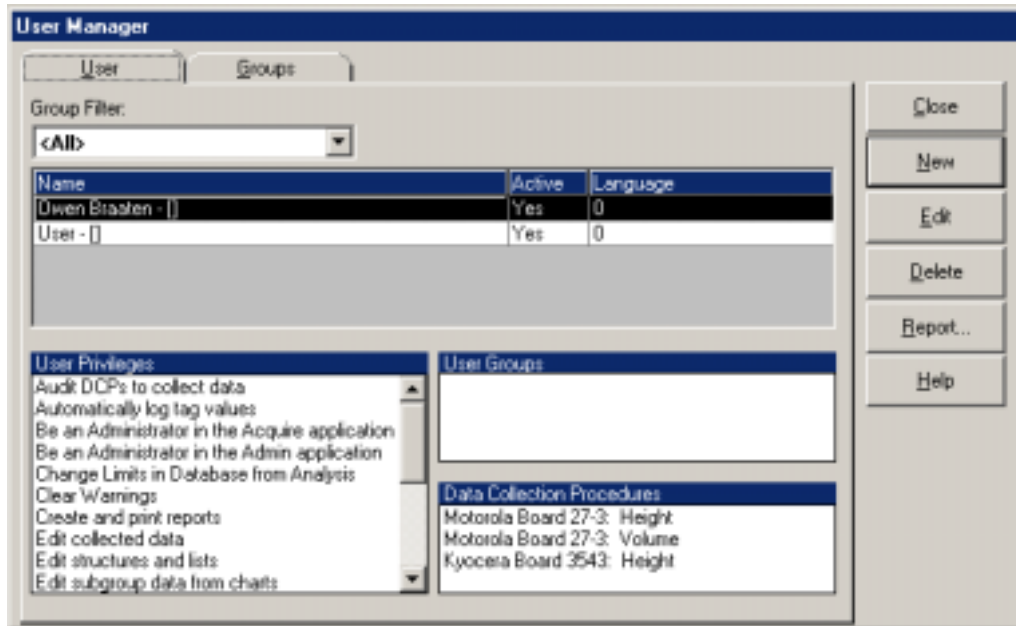 User Manager
User Groups
Group Filter:
<All>
Name Active Language
Owen Braaten - [] Yes 0
User - [] Yes 0
User Privileges
Audit DCPs to collect data
Automatically log tag values
Be an Administrator in the Acquire application
Be an Administrator in the Admin application
Change Limits in Database from Analysis
Clear Warnings
Create and print reports
Edit collected data
Edit structures and lists
Edit subgroup data from charts
User Groups
Data Collection Procedures
Motorola Board 27-3: Height
Motorola Board 27-3: Volume
Kyocera Board 3543: Height
Close
New
Edit
Delete
Report...
Help